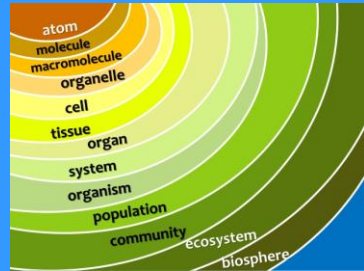 atom
molecule
macromolecule
organelle
cell
tissue
organ
system
organism
population
community
ecosystem
biosphere